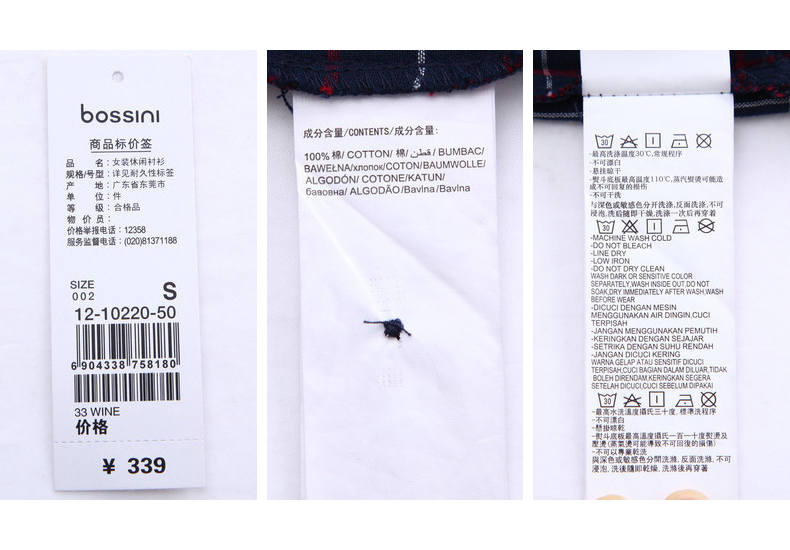 bossini
商品标价签
品 名：女装休闲衬衫
规格/号型：详见耐久性标签
产 地：广东省东莞市
单 位：件
等 级：合格品
物 价 员：
价格举报电话：12358
服务监督电话：(020)81371188
SIZE
002 S
12-10220-50
6 904338 758180
33 WINE
价格
¥ 339
成分含量/CONTENTS/成分含量:
100% 棉/ COTTON/ 棉/ قطن/ BUMBAC/
BAWEŁNA/хлопок/COTON/BAUMWOLLE/
ALGODÓN/ COTONE/KATUN/
бавовна/ ALGODÃO/Bavlna/Bavlna
30
-最高洗涤温度30℃,常规程序
-不可漂白
-悬挂晾干
-熨斗底板最高温度110℃,蒸汽熨烫可能造
成不可回复的损伤
-不可干洗
与深色或敏感色分开洗涤,反面洗涤,不可
浸泡,洗后随即干燥,洗涤一次后再穿着
30
-MACHINE WASH COLD
-DO NOT BLEACH
-LINE DRY
-LOW IRON
-DO NOT DRY CLEAN
WASH DARK OR SENSITIVE COLOR
SEPARATELY,WASH INSIDE OUT,DO NOT
SOAK,DRY IMMEDIATELY AFTER WASH,WASH
BEFORE WEAR
-DICUCI DENGAN MESIN
MENGGUNAKAN AIR DINGIN,CUCI
TERPISAH
-JANGAN MENGGUNAKAN PEMUTIH
-KERINGKAN DENGAN SEJAJAR
-SETRIKA DENGAN SUHU RENDAH
-JANGAN DICUCI KERING
WARNA GELAP ATAU SENSITIF DICUCI
TERPISAH,CUCI BAGIAN DALAM DILUAR,TIDAK
BOLEH DIRENDAM,KERINGKAN SEGERA
SETELAH DICUCI,CUCI SEBELUM DIPAKAI
30
-最高水洗溫度攝氏三十度, 標準洗程序
-不可漂白
-懸掛晾乾
-熨斗底板最高溫度攝氏一百一十度熨燙及
壓燙(蒸氣燙可能導致不可回復的損傷)
-不可以專業乾洗
與深色或敏感色分開洗滌, 反面洗滌, 不可
浸泡, 洗後隨即乾燥, 洗滌後再穿著